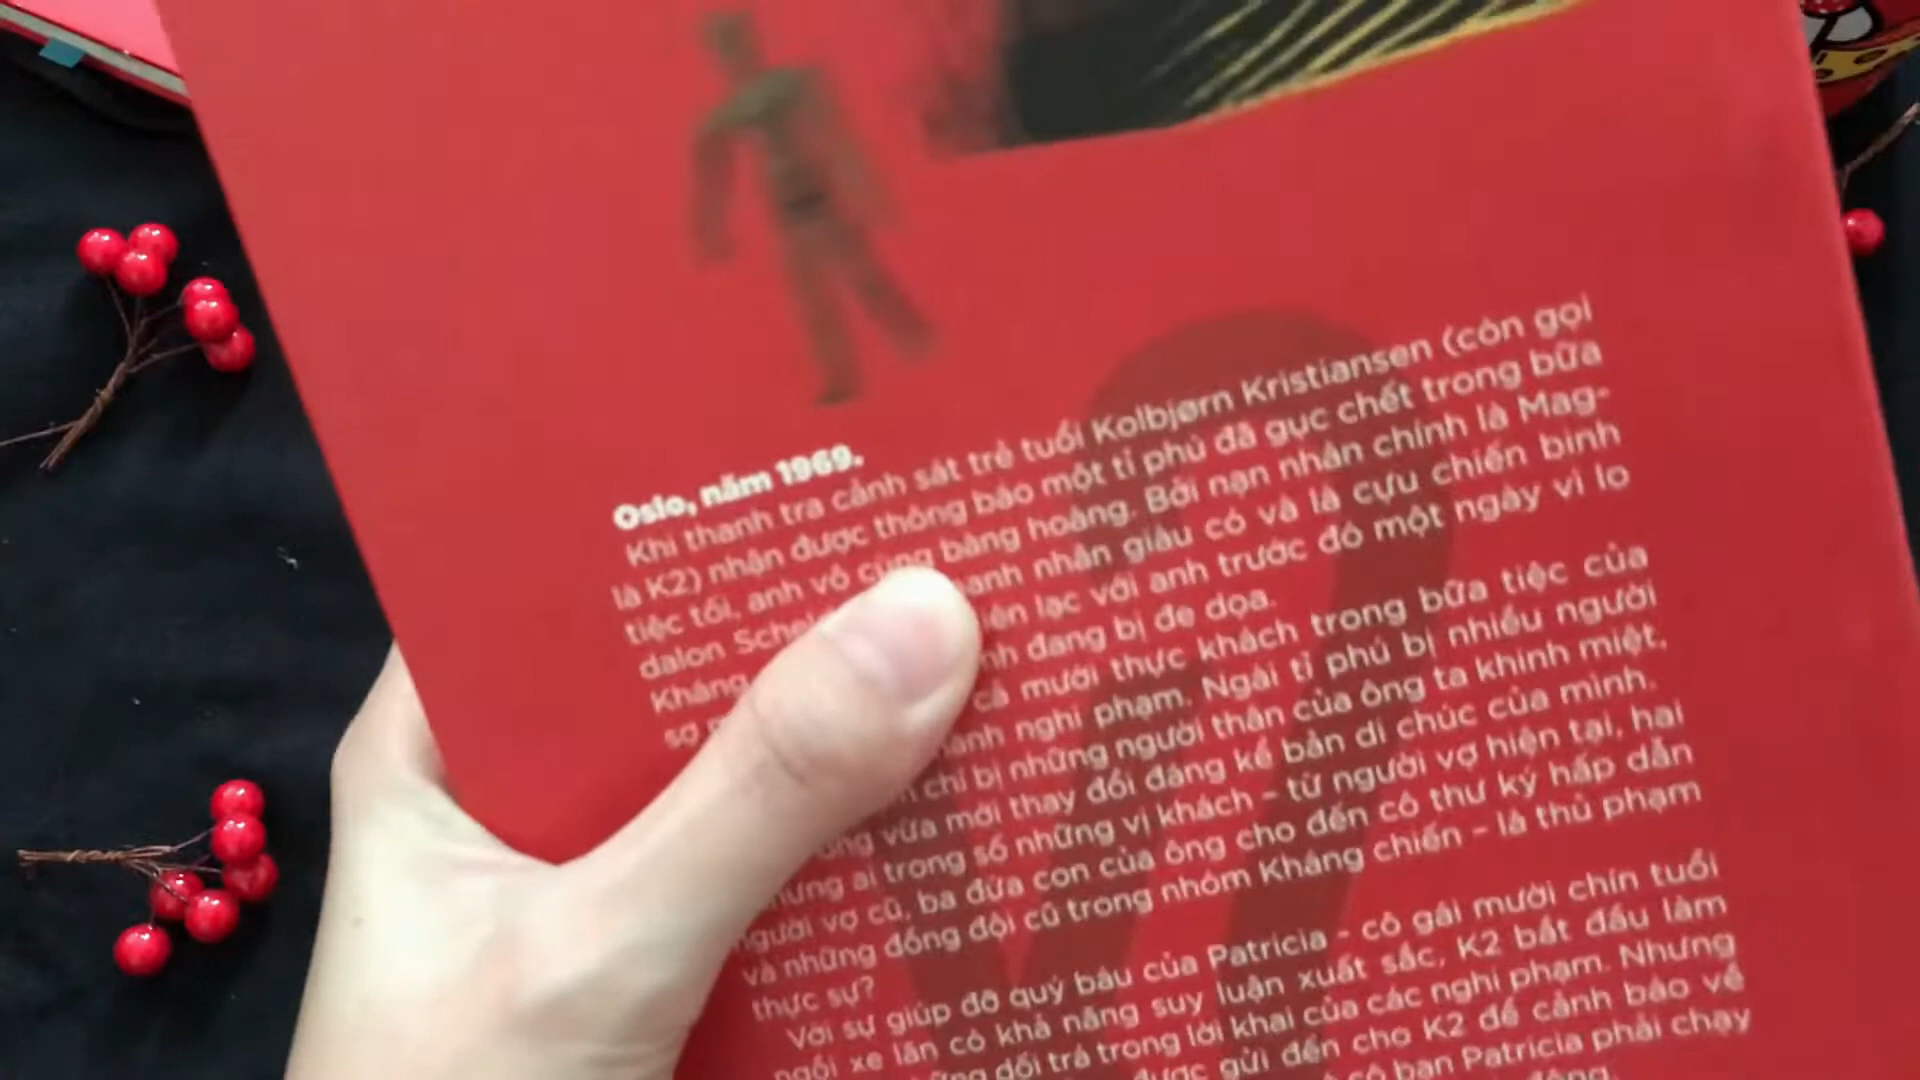 Oslo, năm 1969.
Khi thanh tra cảnh sát trẻ tuổi Kolbjørn Kristiansen (còn gọi
là K2) nhận được thông báo một tỉ phú đã gục chết trong bữa
tiệc tối, anh vô cùng bàng hoàng. Bởi nạn nhân chính là Mag-
dalon nhân giàu có và là cựu chiến binh
Kháng lạc với anh trước đó một ngày vì lo
sợ đang bị đe dọa.
cả mười thực khách trong bữa tiệc của
nghi phạm. Ngài tỉ phú bị nhiều người
chí bị những người thân của ông ta khinh miệt,
vừa mới thay đổi đáng kể bản di chúc của mình.
ai trong số những vị khách – từ người vợ hiện tại, hai
người vợ cũ, ba đứa con của ông cho đến cô thư ký hấp dẫn
và những đồng đội cũ trong nhóm Kháng chiến – là thủ phạm
thực sự?
Với sự giúp đỡ quý báu của Patricia - cô gái mười chín tuổi
ngồi xe lăn có khả năng suy luận xuất sắc, K2 bắt đầu làm
dối trá trong lời khai của các nghi phạm. Nhưng
được gửi đến cho K2 để cảnh báo về
cô bạn Patricia phải chạy